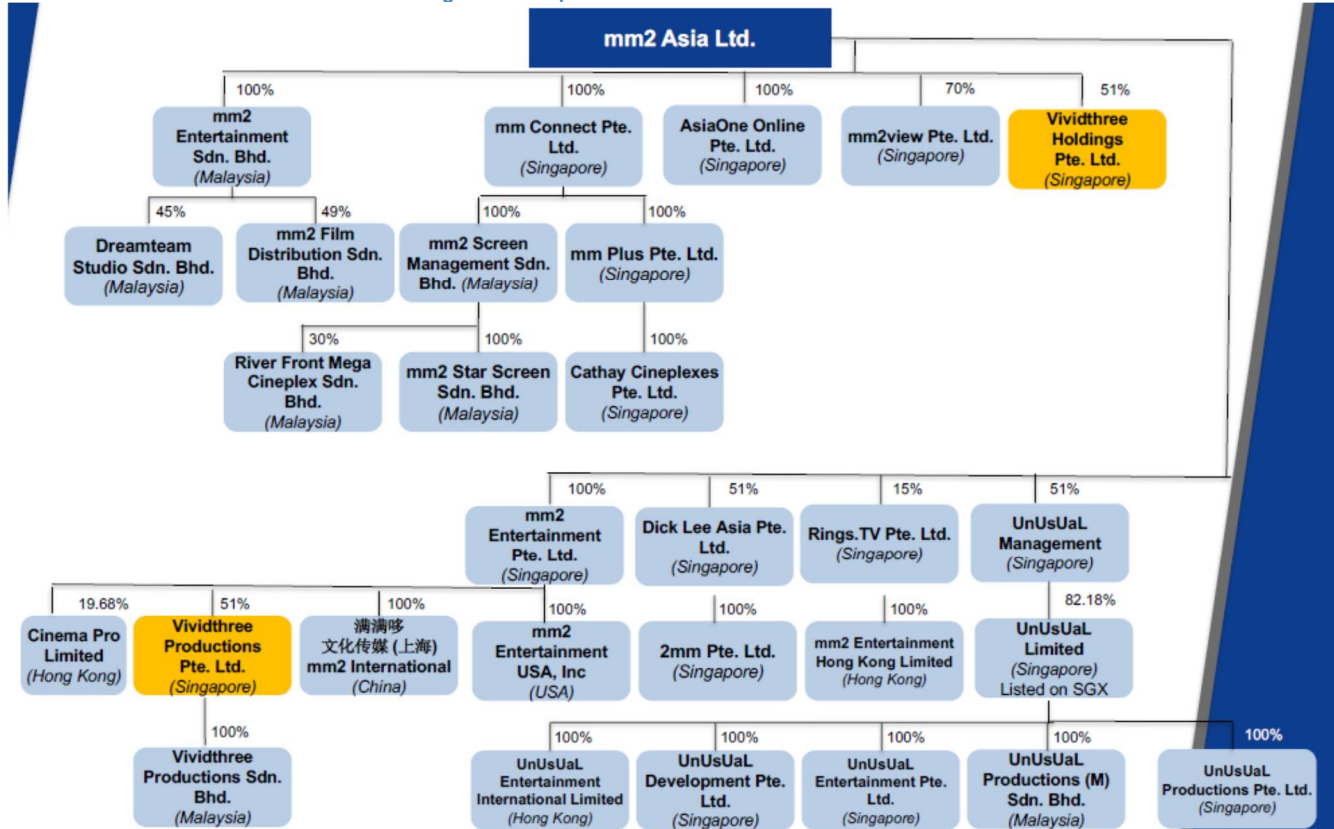 mm2 Asia Ltd.
100%
100%
100%
70%
51%
mm2
Entertainment
Sdn. Bhd.
(Malaysia)
mm Connect Pte.
Ltd.
(Singapore)
AsiaOne Online
Pte. Ltd.
(Singapore)
mm2view Pte. Ltd.
(Singapore)
Vividthree
Holdings
Pte. Ltd.
(Singapore)
45%
49%
100%
100%
Dreamteam
Studio Sdn. Bhd.
(Malaysia)
mm2 Film
Distribution Sdn.
Bhd.
(Malaysia)
mm2 Screen
Management Sdn.
Bhd. (Malaysia)
mm Plus Pte. Ltd.
(Singapore)
30%
100%
100%
River Front Mega
Cineplex Sdn.
Bhd.
(Malaysia)
mm2 Star Screen
Sdn. Bhd.
(Malaysia)
Cathay Cineplexes
Pte. Ltd.
(Singapore)
100%
51%
15%
51%
mm2
Entertainment
Pte. Ltd.
(Singapore)
Dick Lee Asia Pte.
Ltd.
(Singapore)
Rings.TV Pte. Ltd.
(Singapore)
UnUsUaL
Management
(Singapore)
19.68%
51%
100%
100%
100%
100%
82.18%
Cinema Pro
Limited
(Hong Kong)
Vividthree
Productions
Pte. Ltd.
(Singapore)
满满哆
文化传媒 (上海)
mm2 International
(China)
mm2
Entertainment
USA, Inc
(USA)
2mm Pte. Ltd.
(Singapore)
mm2 Entertainment
Hong Kong Limited
(Hong Kong)
UnUsUaL
Limited
(Singapore)
Listed on SGX
100%
100%
100%
100%
100%
100%
Vividthree
Productions Sdn.
Bhd.
(Malaysia)
UnUsUaL
Entertainment
International Limited
(Hong Kong)
UnUsUaL
Development Pte.
Ltd.
(Singapore)
UnUsUaL
Entertainment Pte.
Ltd.
(Singapore)
UnUsUaL
Productions (M)
Sdn. Bhd.
(Malaysia)
UnUsUaL
Productions Pte. Ltd.
(Singapore)